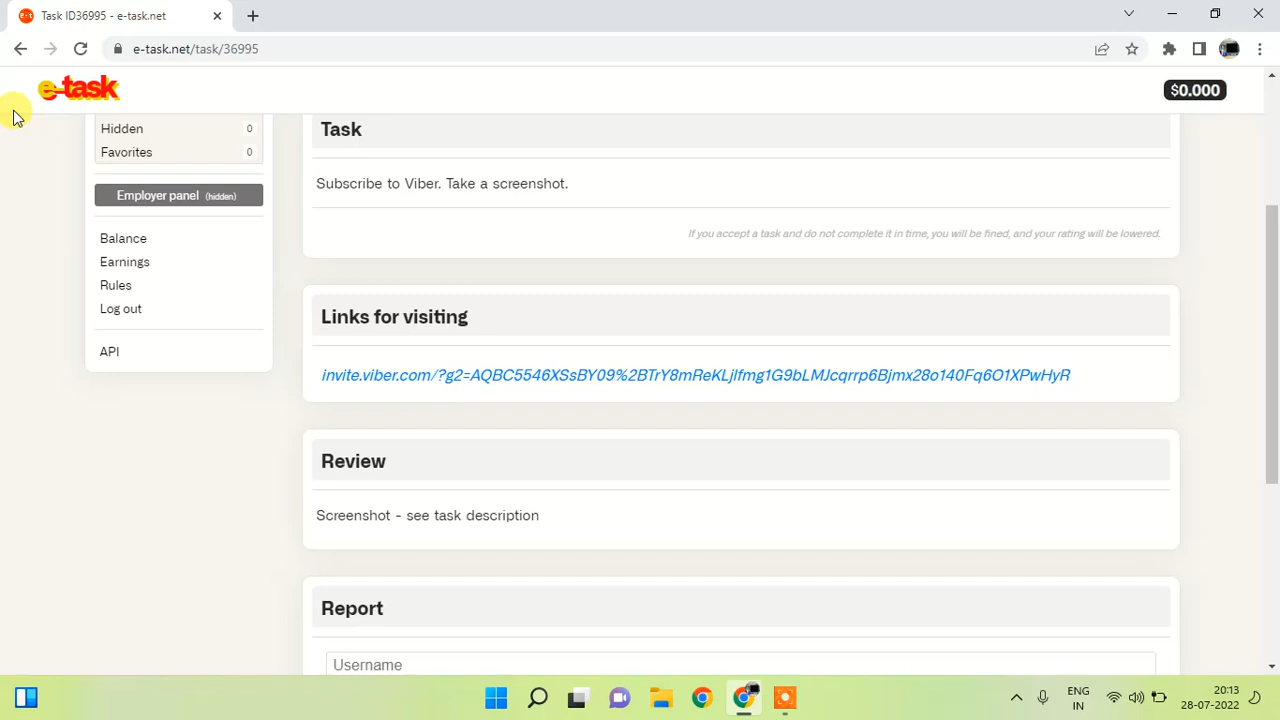 Task ID36995 - e-task.net
e-task.net/task/36995
e-task
$0.000
Hidden 0
Favorites 0
Employer panel (hidden)
Balance
Earnings
Rules
Log out
API
Task
Subscribe to Viber. Take a screenshot.
If you accept a task and do not complete it in time, you will be fined, and your rating will be lowered.
Links for visiting
invite.viber.com/?g2=AQBC5546XSsBY09%2BTrY8mReKLjlfmg1G9bLMJcqrrp6Bjmx28o140Fq6O1XPwHyR
Review
Screenshot - see task description
Report
Username
ENG
IN
20:13
28-07-2022